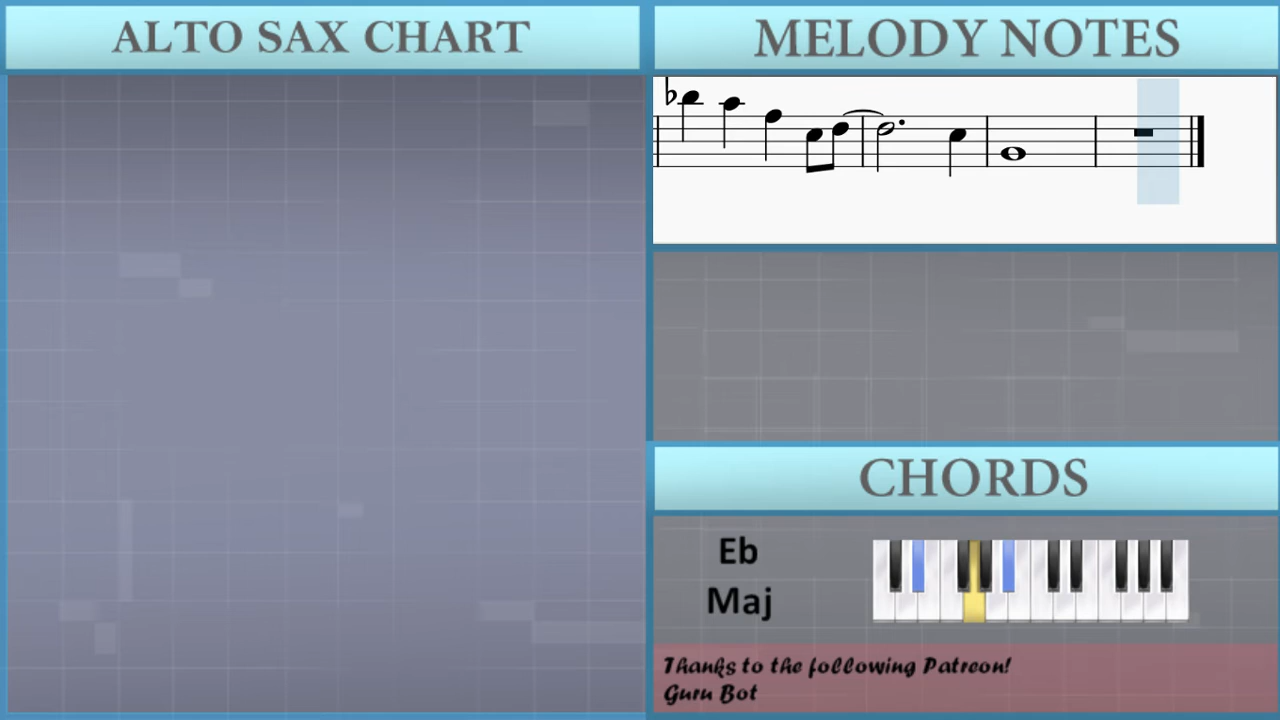 ALTO SAX CHART
MELODY NOTES
CHORDS
Eb
Maj
Thanks to the following Patreon!
Guru Bot